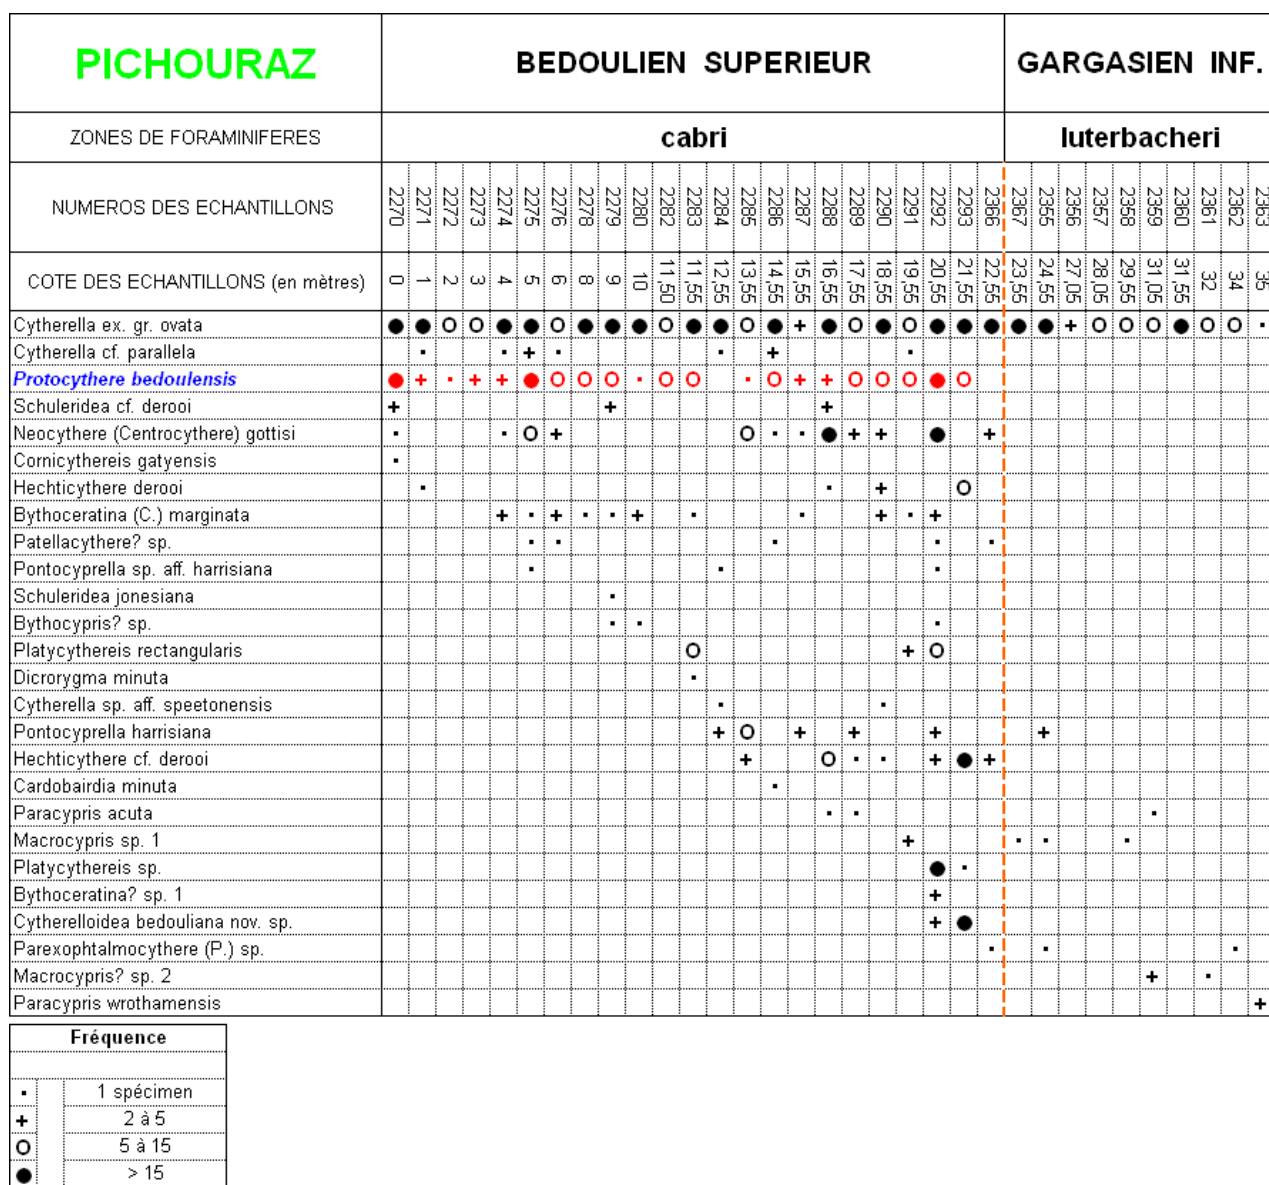 PICHOURAZ BEDOULIEN SUPERIEUR GARGASIEN INF.
ZONES DE FORAMINIFERES cabri luterbacheri
NUMEROS DES ECHANTILLONS 2270 2271 2272 2273 2274 2275 2276 2278 2279 2280 2282 2283 2284 2285 2286 2287 2288 2289 2290 2291 2292 2293 2366 2367 2355 2356 2357 2358 2359 2360 2361 2362 2363
COTE DES ECHANTILLONS (en mètres) 0 1 2 3 4 5 6 8 9 10 11,50 11,55 12,55 13,55 14,55 15,55 16,55 17,55 18,55 19,55 20,55 21,55 22,55 23,55 24,55 27,05 28,05 29,55 31,05 31,55 32 34 35
Cytherella ex. gr. ovata
Cytherella cf. parallela
Protocythere bedoulensis
Schuleridea cf. derooi
Neocythere (Centrocythere) gottisi
Cornicythereis gatyensis
Hechticythere derooi
Bythoceratina (C.) marginata
Patellacythere? sp.
Pontocyprella sp. aff. harrisiana
Schuleridea jonesiana
Bythocypris? sp.
Platycythereis rectangularis
Dicrorygma minuta
Cytherella sp. aff. speetonensis
Pontocyprella harrisiana
Hechticythere cf. derooi
Cardobairdia minuta
Paracypris acuta
Macrocypris sp. 1
Platycythereis sp.
Bythoceratina? sp. 1
Cytherelloidea bedouliana nov. sp.
Parexophtalmocythere (P.) sp.
Macrocypris? sp. 2
Paracypris wrothamensis
Fréquence
1 spécimen
+ 2 à 5
O 5 à 15
● > 15